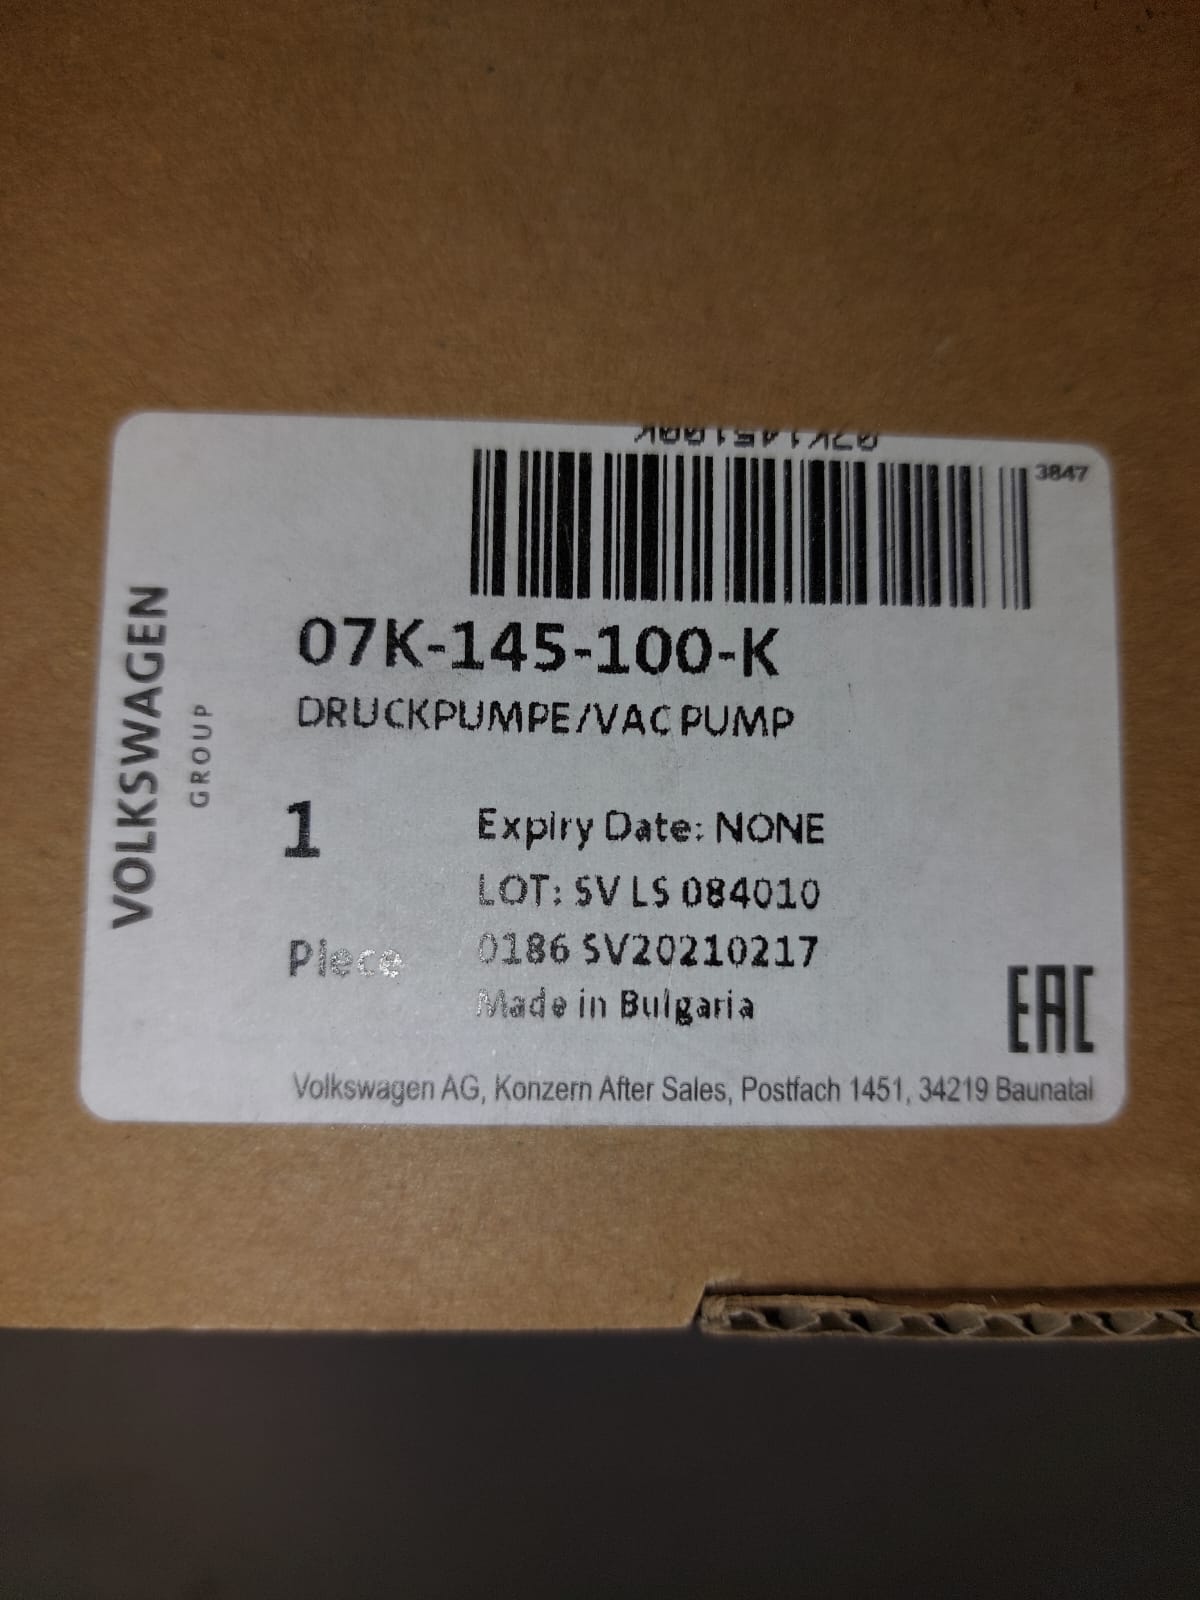 07K145100K
3847
07K-145-100-K
DRUCKPUMPE/VAC PUMP
VOLKSWAGEN
GROUP
1
Expiry Date: NONE
LOT: SV LS 084010
Piece
0186 SV20210217
Made in Bulgaria
EAC
Volkswagen AG, Konzern After Sales, Postfach 1451, 34219 Baunatal